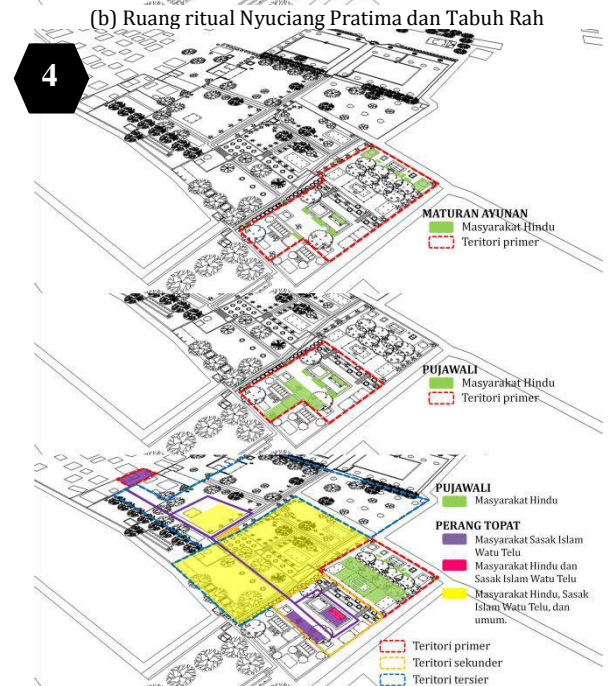 (b) Ruang ritual Nyuciang Pratima dan Tabuh Rah
4
MATURAN AYUNAN
Masyarakat Hindu
Teritori primer
PUJAWALI
Masyarakat Hindu
Teritori primer
PUJAWALI
Masyarakat Hindu
PERANG TOPAT
Masyarakat Sasak Islam
Watu Telu
Masyarakat Hindu dan
Sasak Islam Watu Telu
Masyarakat Hindu, Sasak
Islam Watu Telu, dan
umum.
Teritori primer
Teritori sekunder
Teritori tersier